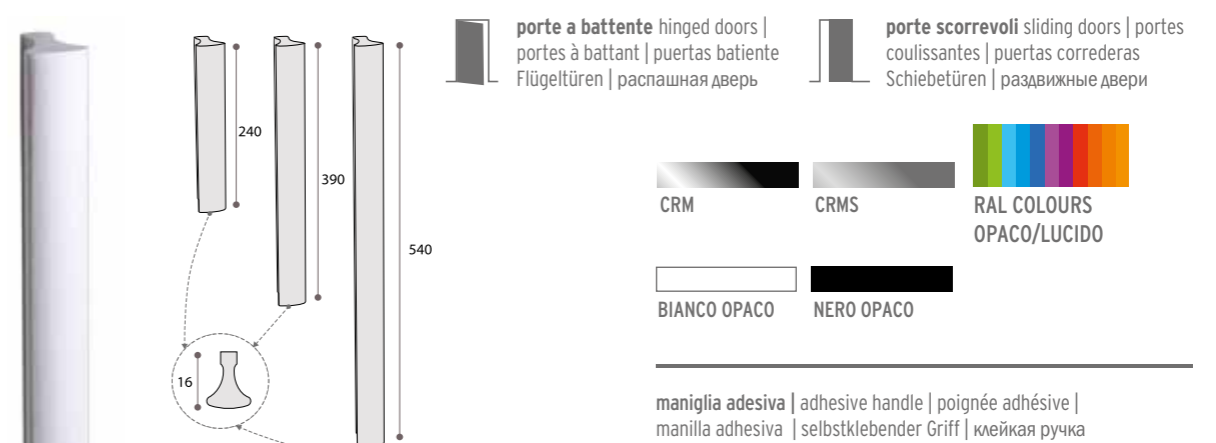 240
390
540
16
porte a battente hinged doors |
portes à battant | puertas batiente
Flügeltüren | распашная дверь
porte scorrevoli sliding doors | portes
coulissantes | puertas correderas
Schiebetüren | раздвижные двери
CRM
CRMS
RAL COLOURS
OPACO/LUCIDO
BIANCO OPACO
NERO OPACO
maniglia adesiva | adhesive handle | poignée adhésive |
manilla adhesiva | selbstklebender Griff | клейкая ручка